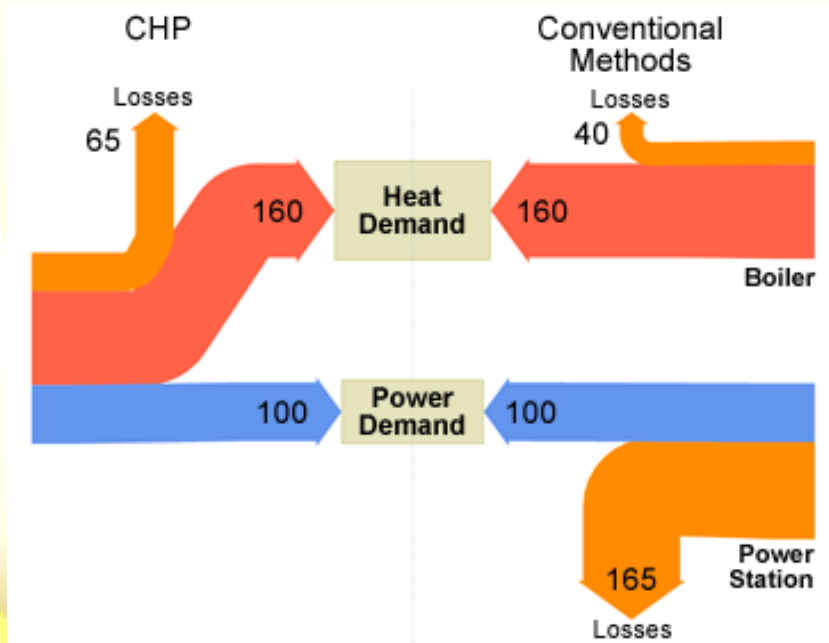 CHP
Conventional
Methods
Losses
65
Losses
40
160
Heat
Demand
160
Boiler
100
Power
Demand
100
Power
Station
165
Losses